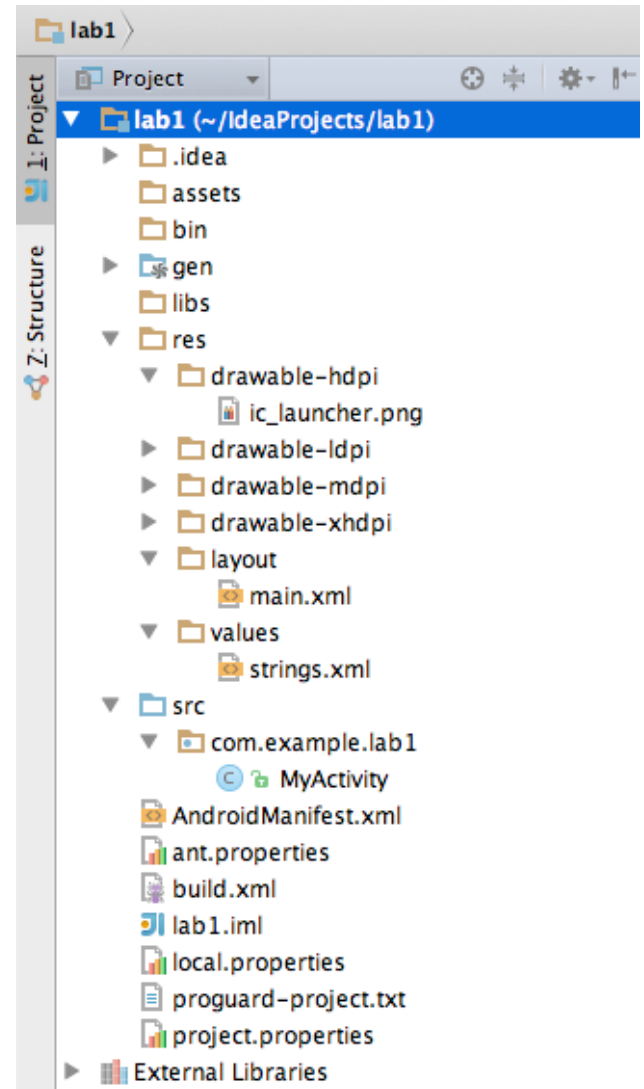 lab1
Project
1: Project
Z: Structure
lab1 (~/IdeaProjects/lab1)
.idea
assets
bin
gen
libs
res
drawable-hdpi
ic_launcher.png
drawable-ldpi
drawable-mdpi
drawable-xhdpi
layout
main.xml
values
strings.xml
src
com.example.lab1
MyActivity
AndroidManifest.xml
ant.properties
build.xml
lab1.iml
local.properties
proguard-project.txt
project.properties
External Libraries